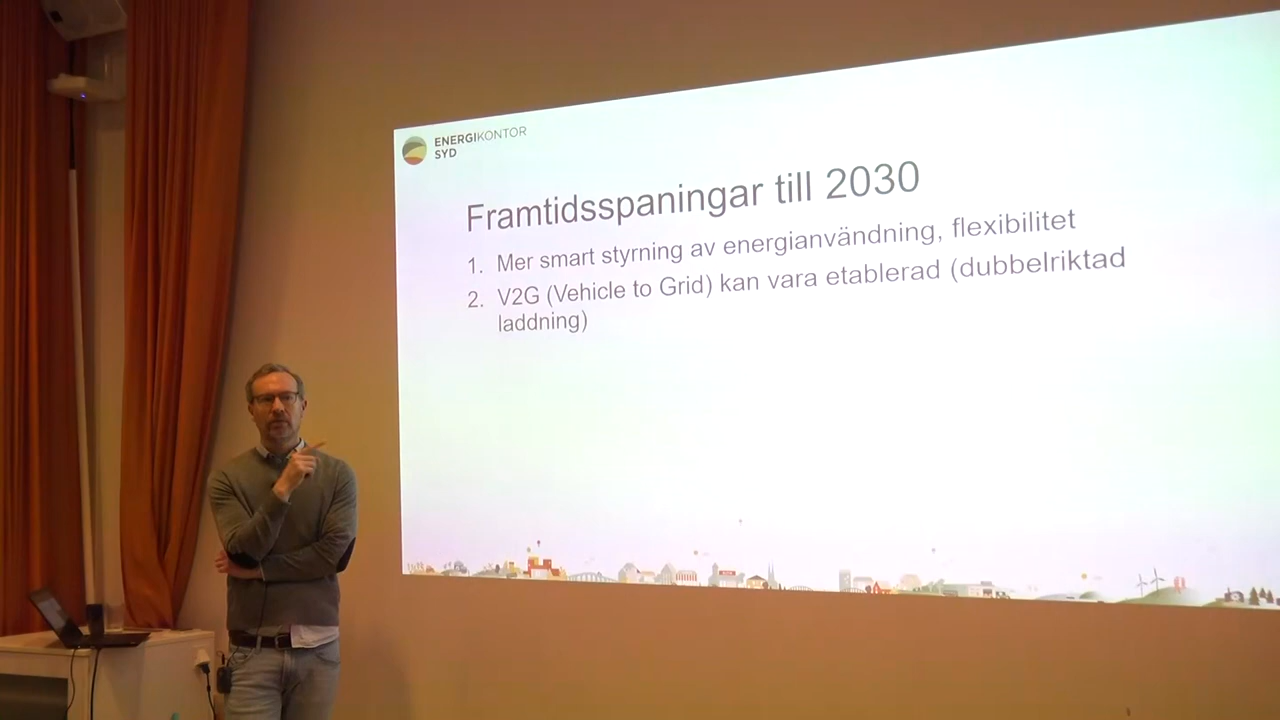 ENERGIKONTOR
SYD
Framtidsspaningar till 2030
1. Mer smart styrning av energianvändning, flexibilitet
2. V2G (Vehicle to Grid) kan vara etablerad (dubbelriktad
laddning)